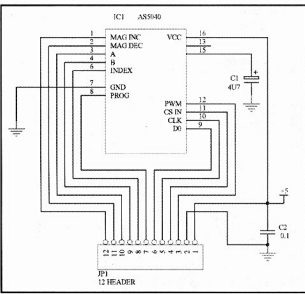 IC1 AS5040
1 MAG INC VCC 16
2 MAG DEC 13
3 A 15
4 B
6 INDEX
C1
4U7
7 GND
8 PROG
PWM 12
CS IN 11
CLK 10
D0 9
+5
C2
0.1
12 11 10 9 8 7 6 5 4 3 2 1
JP1
12 HEADER